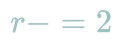 r− = 2